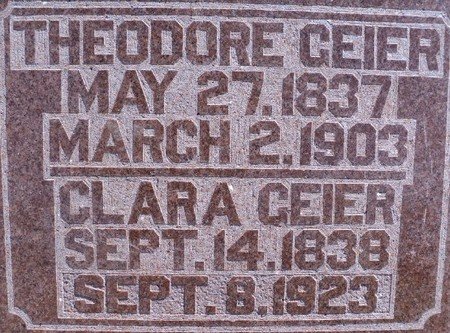 THEODORE GEIER
MAY 27.1837
MARCH 2.1903
CLARA GEIER
SEPT.14.1838
SEPT.8.1923